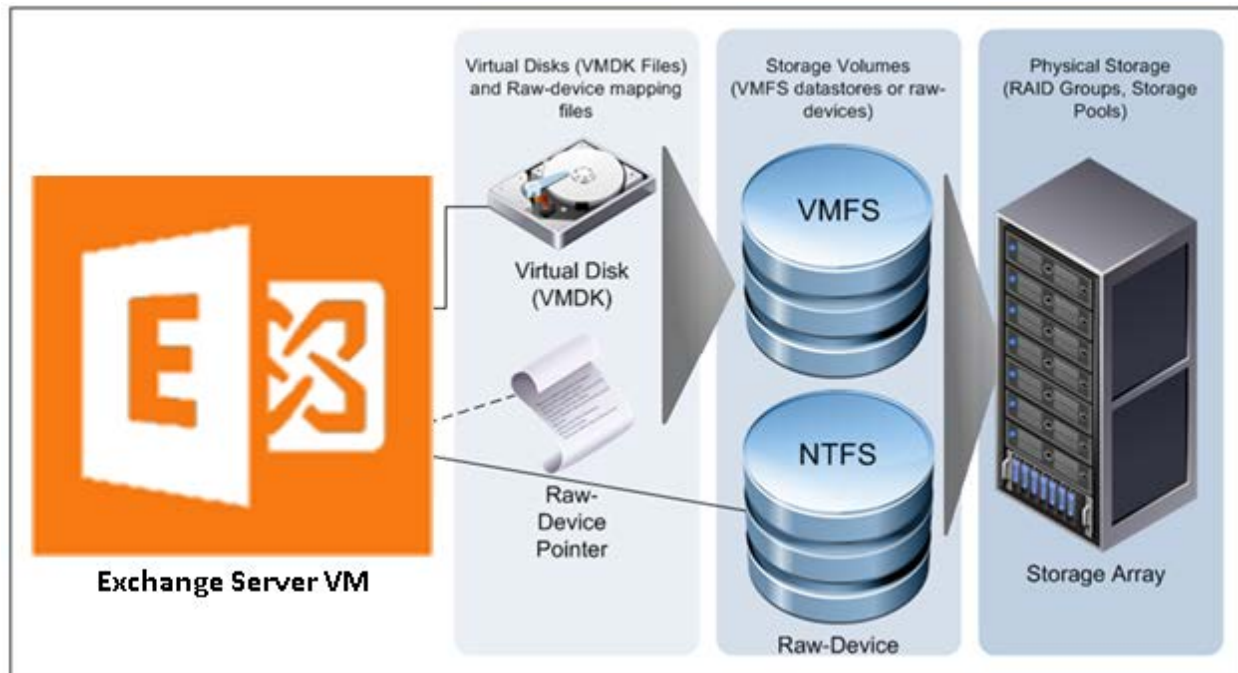 Virtual Disks (VMDK Files)
and Raw-device mapping
files
Storage Volumes
(VMFS datastores or raw-
devices)
Physical Storage
(RAID Groups, Storage
Pools)
E
Exchange Server VM
Virtual Disk
(VMDK)
Raw-
Device
Pointer
VMFS
NTFS
Raw-Device
Storage Array